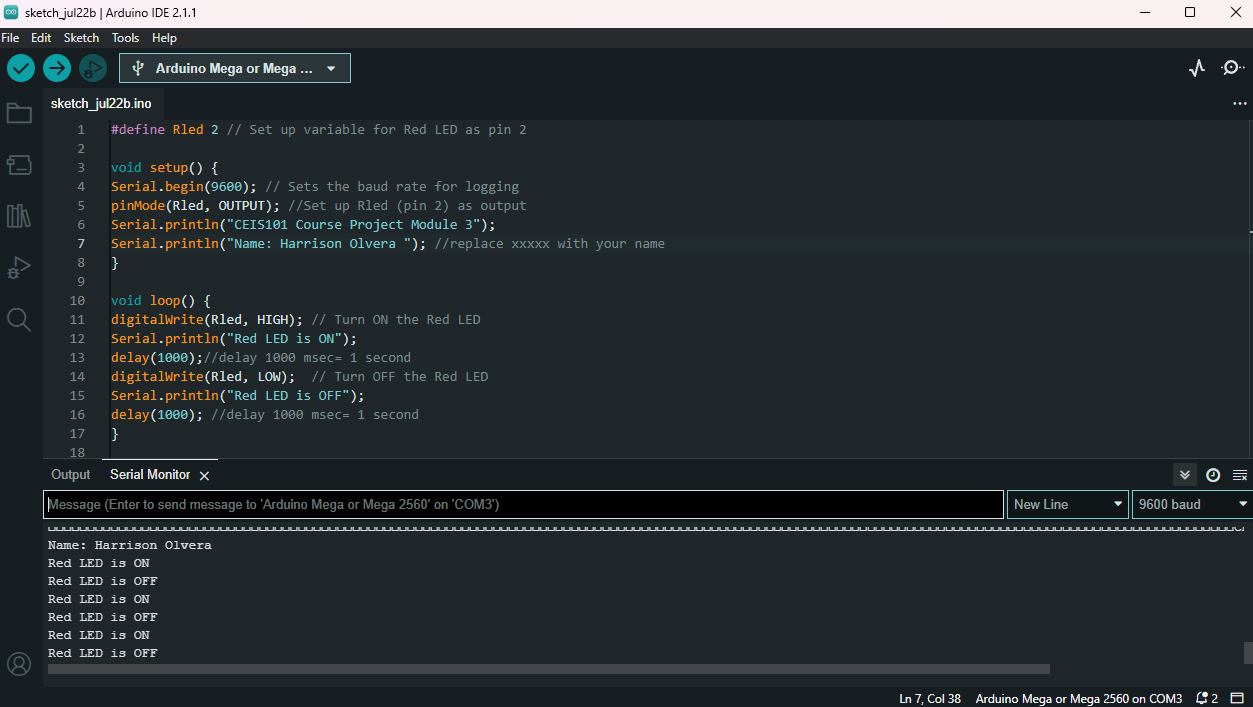 sketch_jul22b | Arduino IDE 2.1.1
File Edit Sketch Tools Help
Arduino Mega or Mega ...
sketch_jul22b.ino
1 #define Rled 2 // Set up variable for Red LED as pin 2
2
3 void setup() {
4 Serial.begin(9600); // Sets the baud rate for logging
5 pinMode(Rled, OUTPUT); //Set up Rled (pin 2) as output
6 Serial.println("CEIS101 Course Project Module 3");
7 Serial.println("Name: Harrison Olvera "); //replace xxxxx with your name
8 }
9
10 void loop() {
11 digitalWrite(Rled, HIGH); // Turn ON the Red LED
12 Serial.println("Red LED is ON");
13 delay(1000);//delay 1000 msec= 1 second
14 digitalWrite(Rled, LOW);  // Turn OFF the Red LED
15 Serial.println("Red LED is OFF");
16 delay(1000); //delay 1000 msec= 1 second
17 }
18
Output Serial Monitor
Message (Enter to send message to 'Arduino Mega or Mega 2560' on 'COM3') New Line 9600 baud
Name: Harrison Olvera
Red LED is ON
Red LED is OFF
Red LED is ON
Red LED is OFF
Red LED is ON
Red LED is OFF
Ln 7, Col 38 Arduino Mega or Mega 2560 on COM3 2